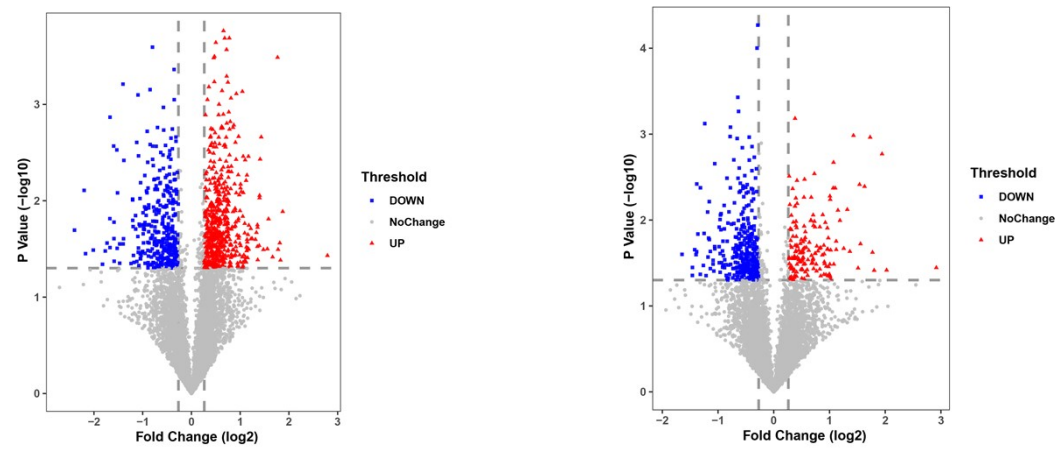 P Value (−log10)
3
2
1
0
−2 −1 0 1 2 3
Fold Change (log2)
Threshold
DOWN
NoChange
UP
P Value (−log10)
4
3
2
1
0
−2 −1 0 1 2 3
Fold Change (log2)
Threshold
DOWN
NoChange
UP